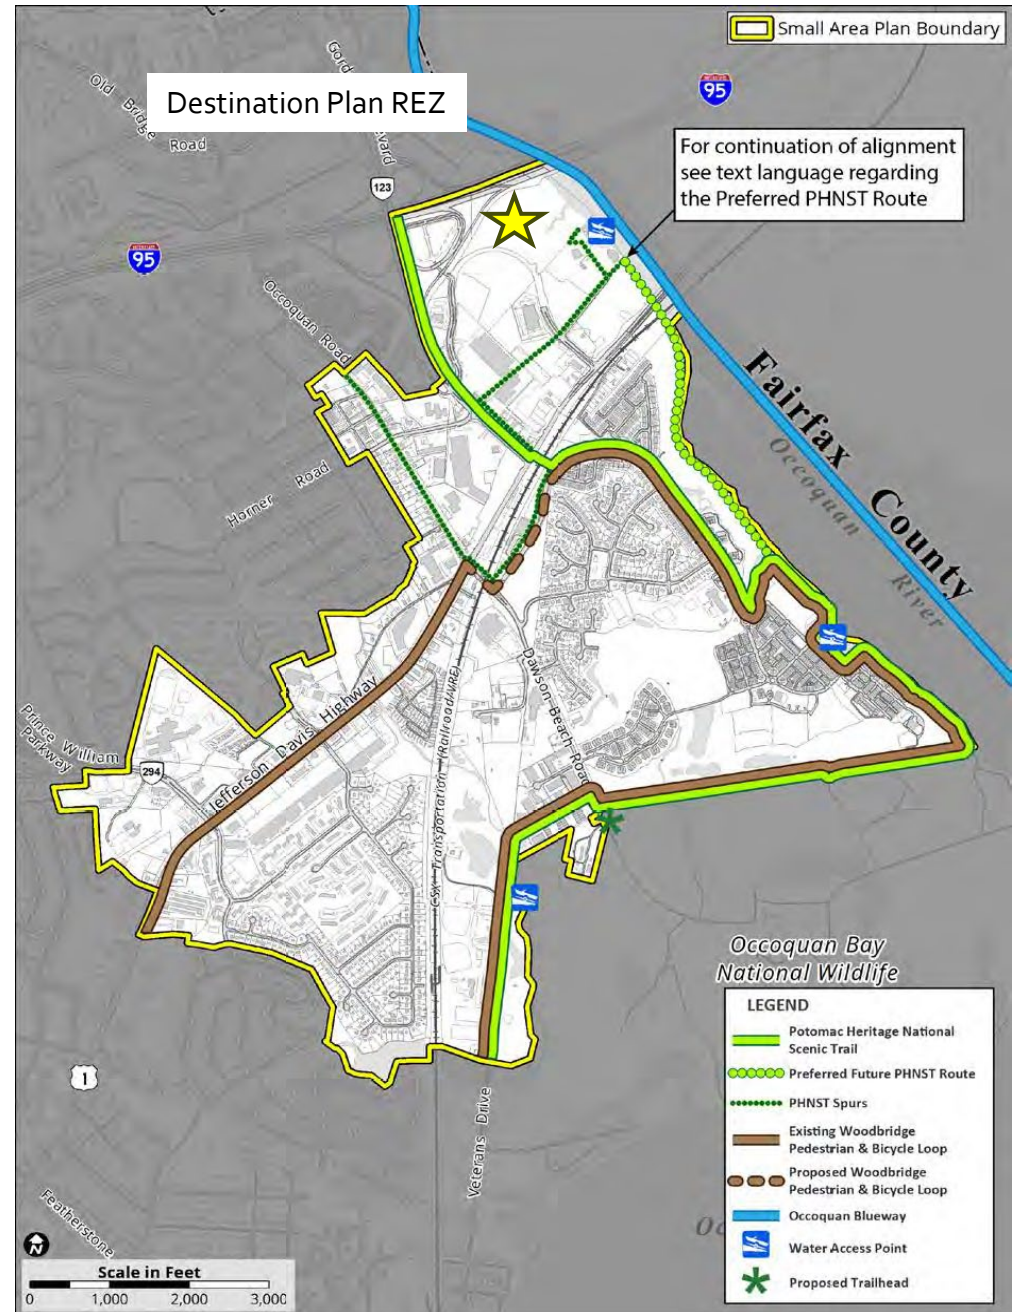 Small Area Plan Boundary
Gord
evard
Old Bridge
Road
Destination Plan REZ
95
123
For continuation of alignment
see text language regarding
the Preferred PHNST Route
95
Occoquan Road
Fairfax County
Occoquan River
Horner Road
Prince William
Parkway
294
Jefferson Davis Highway
CSX Transportation (Railroad/VRE)
Dawson Beach Road
Occoquan Bay
National Wildlife
1
Veterans Drive
Featherstone
Oc
LEGEND
Potomac Heritage National
Scenic Trail
Preferred Future PHNST Route
PHNST Spurs
Existing Woodbridge
Pedestrian & Bicycle Loop
Proposed Woodbridge
Pedestrian & Bicycle Loop
Occoquan Blueway
Water Access Point
Proposed Trailhead
N
Scale in Feet
0 1,000 2,000 3,000